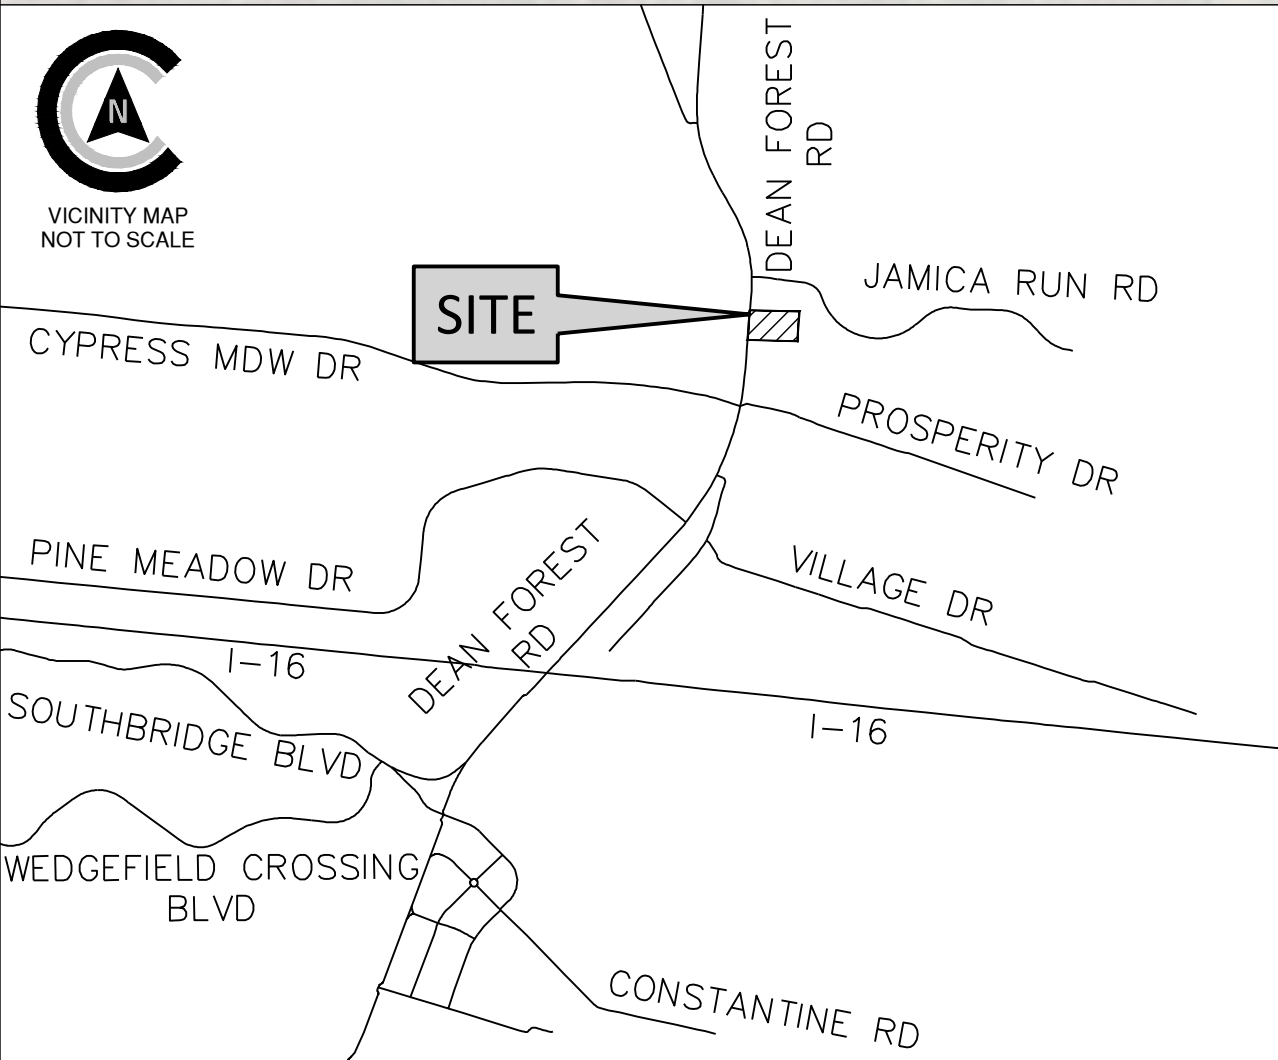 N
VICINITY MAP
NOT TO SCALE
DEAN FOREST
RD
JAMICA RUN RD
SITE
CYPRESS MDW DR
PROSPERITY DR
PINE MEADOW DR
DEAN FOREST
RD
VILLAGE DR
I-16
I-16
SOUTHBRIDGE BLVD
WEDGEFIELD CROSSING
BLVD
CONSTANTINE RD